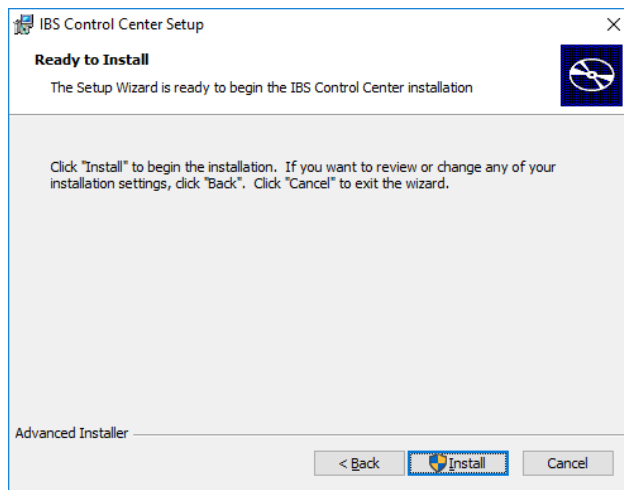 IBS Control Center Setup
Ready to Install
The Setup Wizard is ready to begin the IBS Control Center installation
Click "Install" to begin the installation.  If you want to review or change any of your
installation settings, click "Back".  Click "Cancel" to exit the wizard.
Advanced Installer
< Back
Install
Cancel